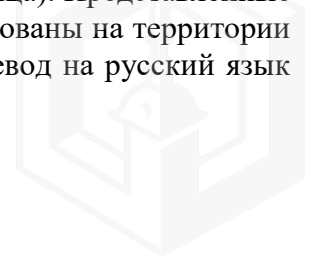 ованы на территории
евод на русский язык